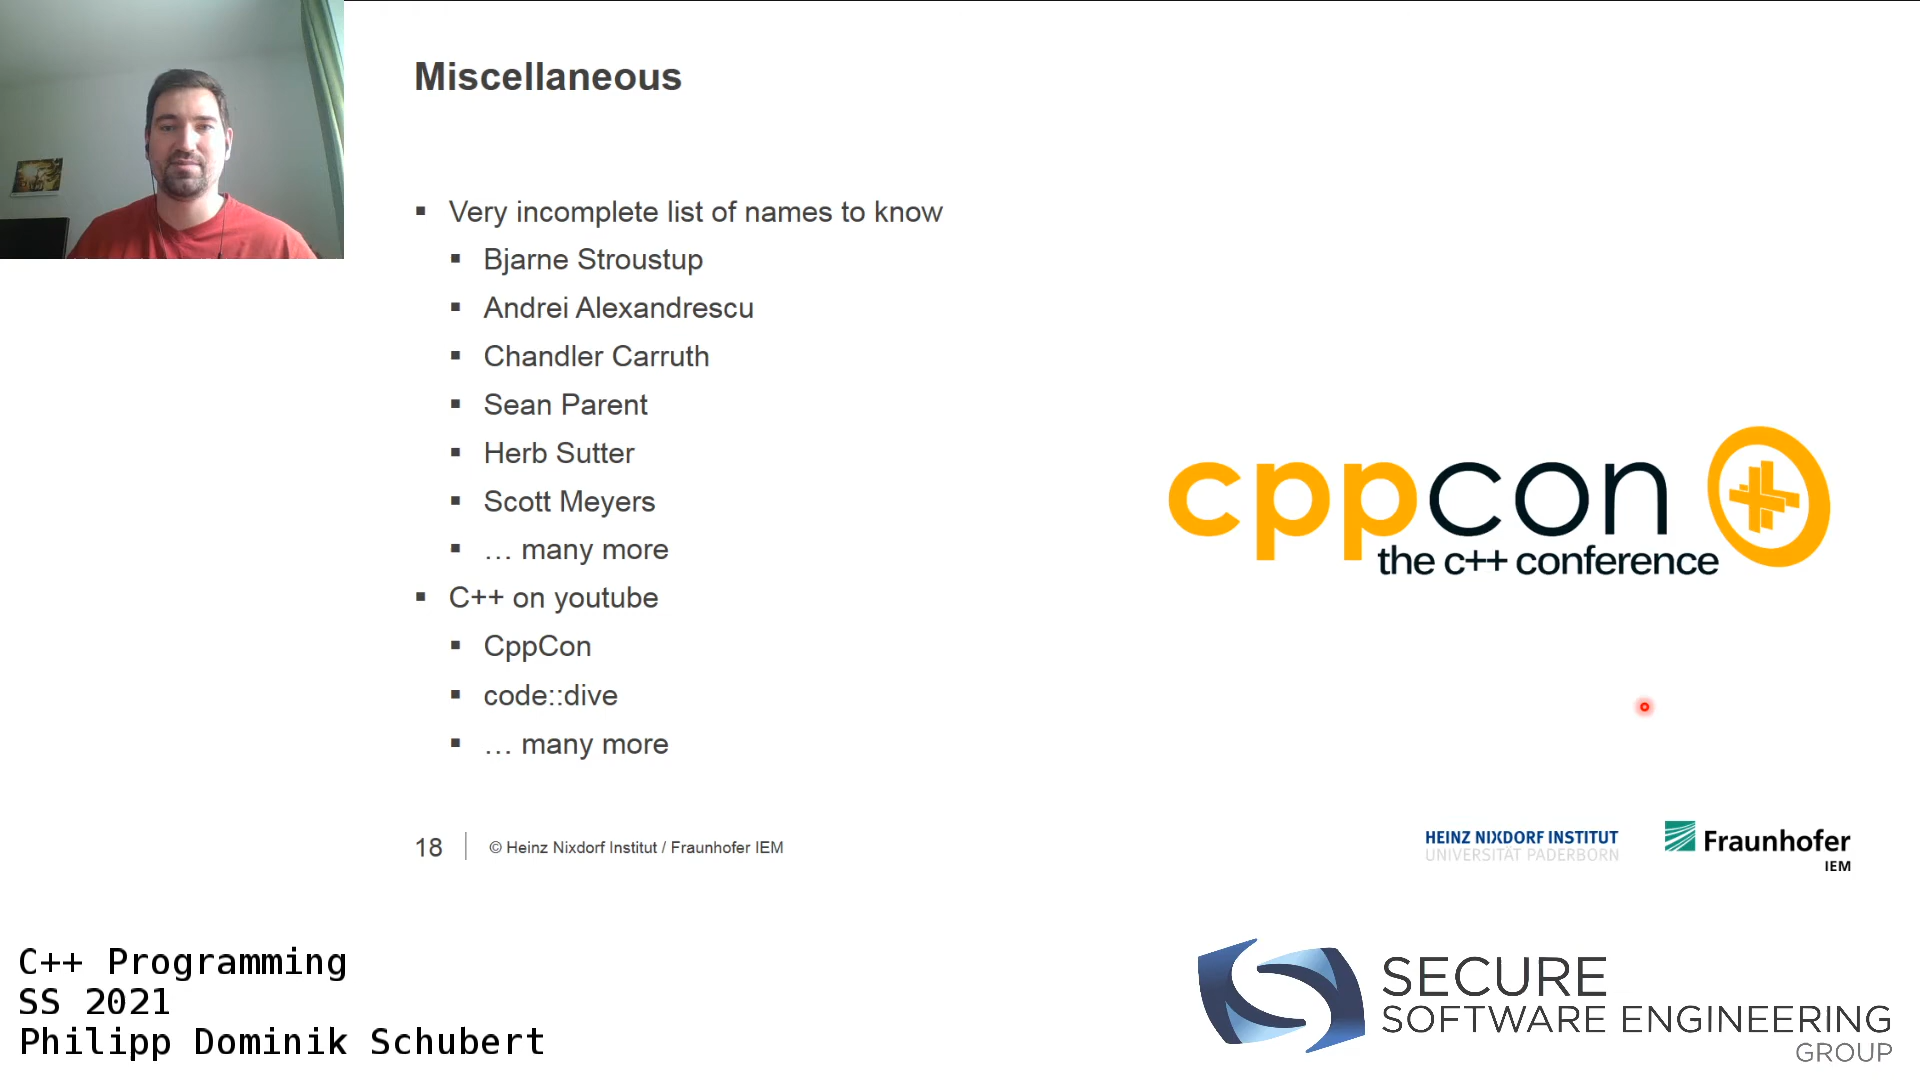 Miscellaneous
Very incomplete list of names to know
Bjarne Stroustup
Andrei Alexandrescu
Chandler Carruth
Sean Parent
Herb Sutter
Scott Meyers
… many more
C++ on youtube
CppCon
code::dive
… many more
cppcon
the c++ conference
18
© Heinz Nixdorf Institut / Fraunhofer IEM
HEINZ NIXDORF INSTITUT
UNIVERSITÄT PADERBORN
Fraunhofer
IEM
C++ Programming
SS 2021
Philipp Dominik Schubert
SECURE
SOFTWARE ENGINEERING
GROUP